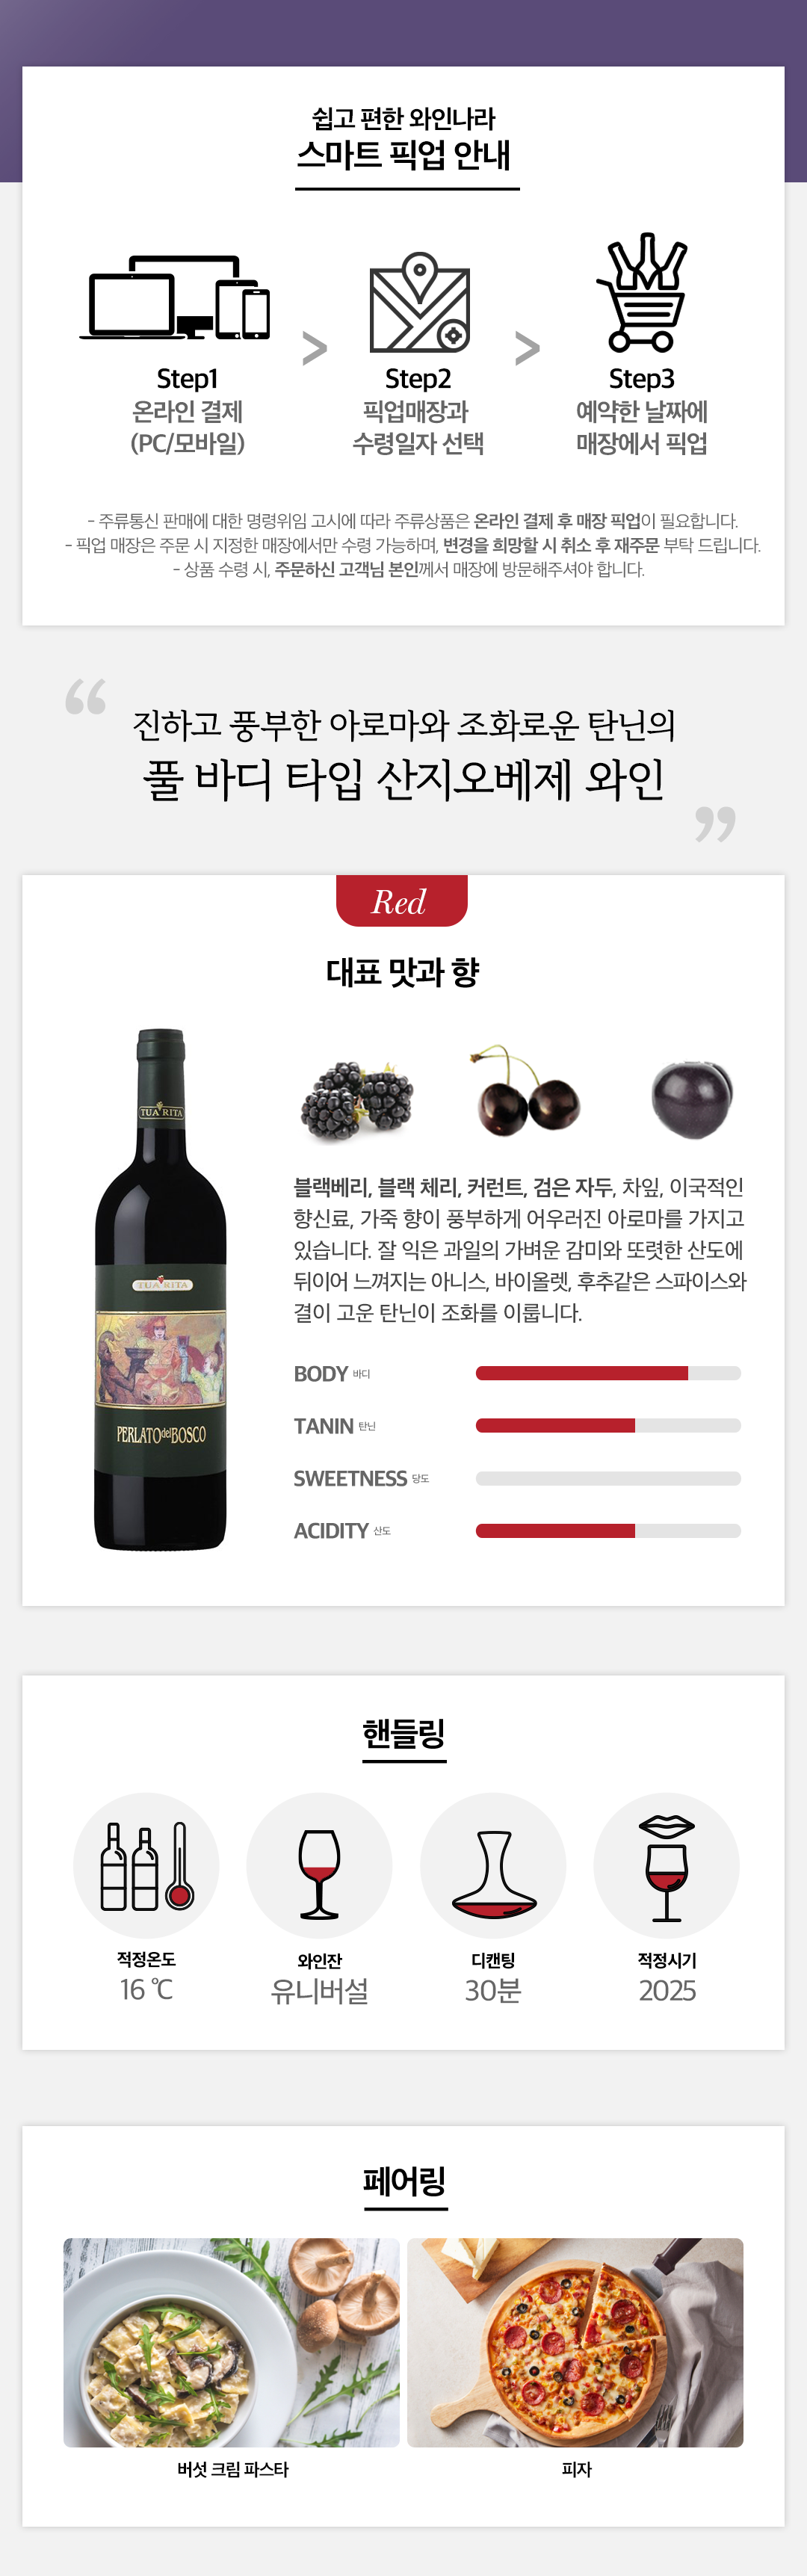 쉽고 편한 와인나라
스마트 픽업 안내
Step1
온라인 결제
(PC/모바일)
>
Step2
픽업매장과
수령일자 선택
>
Step3
예약한 날짜에
매장에서 픽업
- 주류통신 판매에 대한 명령위임 고시에 따라 주류상품은 온라인 결제 후 매장 픽업이 필요합니다.
- 픽업 매장은 주문 시 지정한 매장에서만 수령 가능하며, 변경을 희망할 시 취소 후 재주문 부탁 드립니다.
- 상품 수령 시, 주문하신 고객님 본인께서 매장에 방문해주셔야 합니다.
“ 진하고 풍부한 아로마와 조화로운 탄닌의
풀 바디 타입 산지오베제 와인 ”
Red
대표 맛과 향
TUA RITA
TUA RITA
PERLATO del BOSCO
블랙베리, 블랙 체리, 커런트, 검은 자두, 차잎, 이국적인
향신료, 가죽 향이 풍부하게 어우러진 아로마를 가지고
있습니다. 잘 익은 과일의 가벼운 감미와 또렷한 산도에
뒤이어 느껴지는 아니스, 바이올렛, 후추같은 스파이스와
결이 고운 탄닌이 조화를 이룹니다.
BODY 바디
TANIN 탄닌
SWEETNESS 당도
ACIDITY 산도
핸들링
적정온도
16 ℃
와인잔
유니버설
디캔팅
30분
적정시기
2025
페어링
버섯 크림 파스타
피자